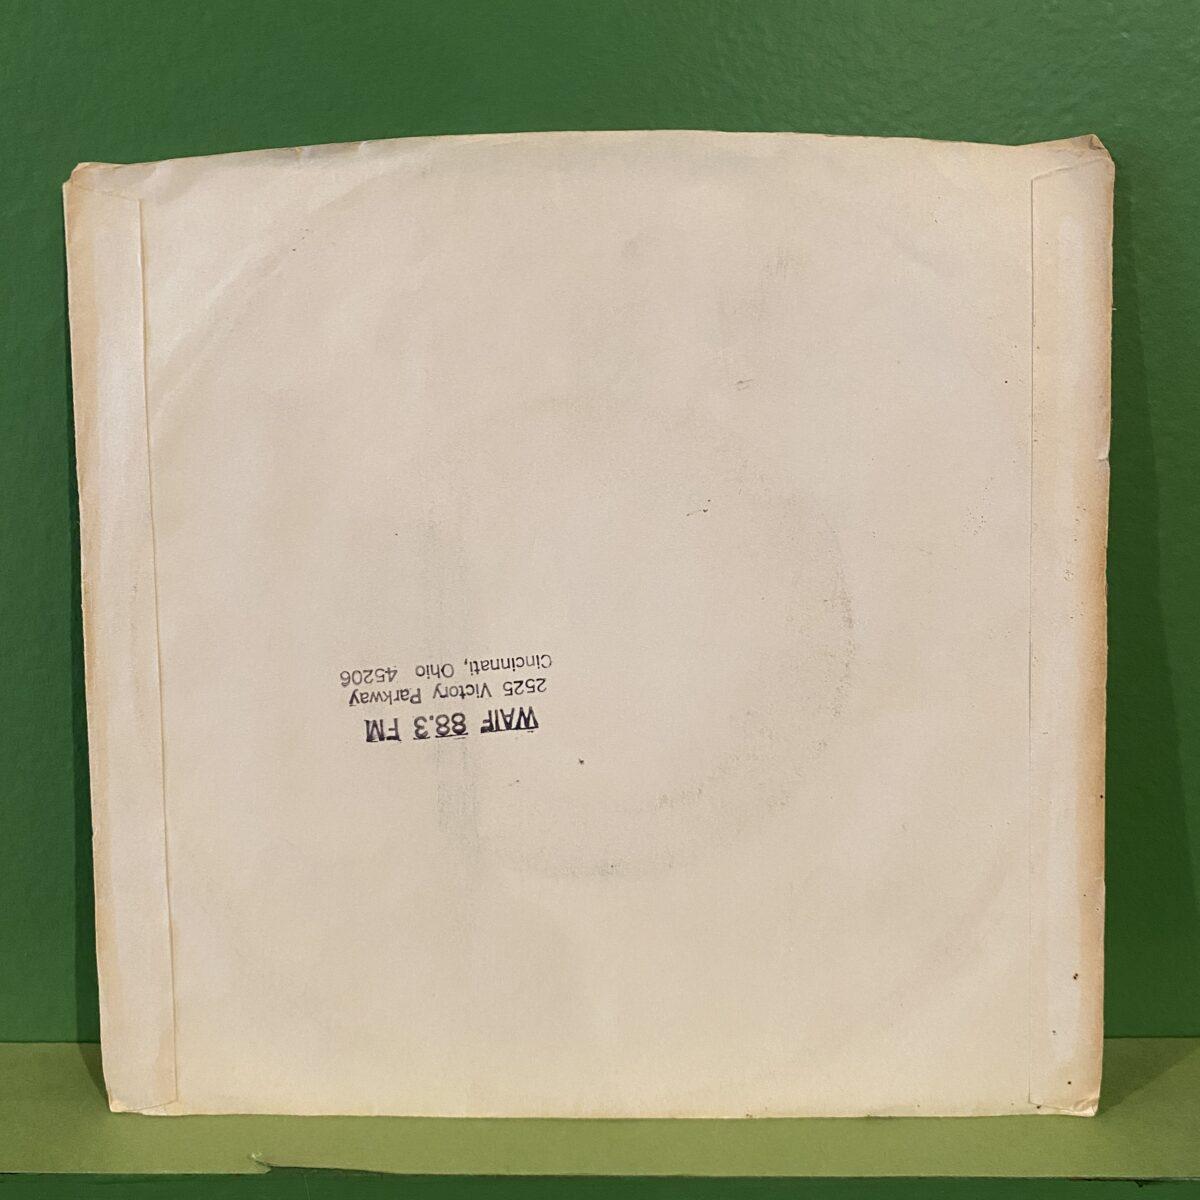 WAIF 88.3 FM
2525 Victory Parkway
Cincinnati, Ohio 45206